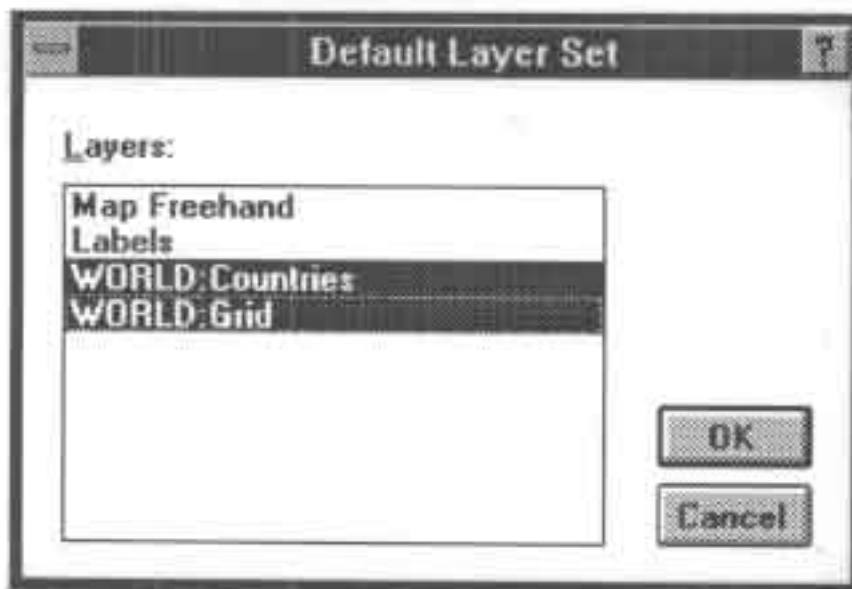 Default Layer Set
?
Layers:
Map Freehand
Labels
WORLD:Countries
WORLD:Grid
OK
Cancel